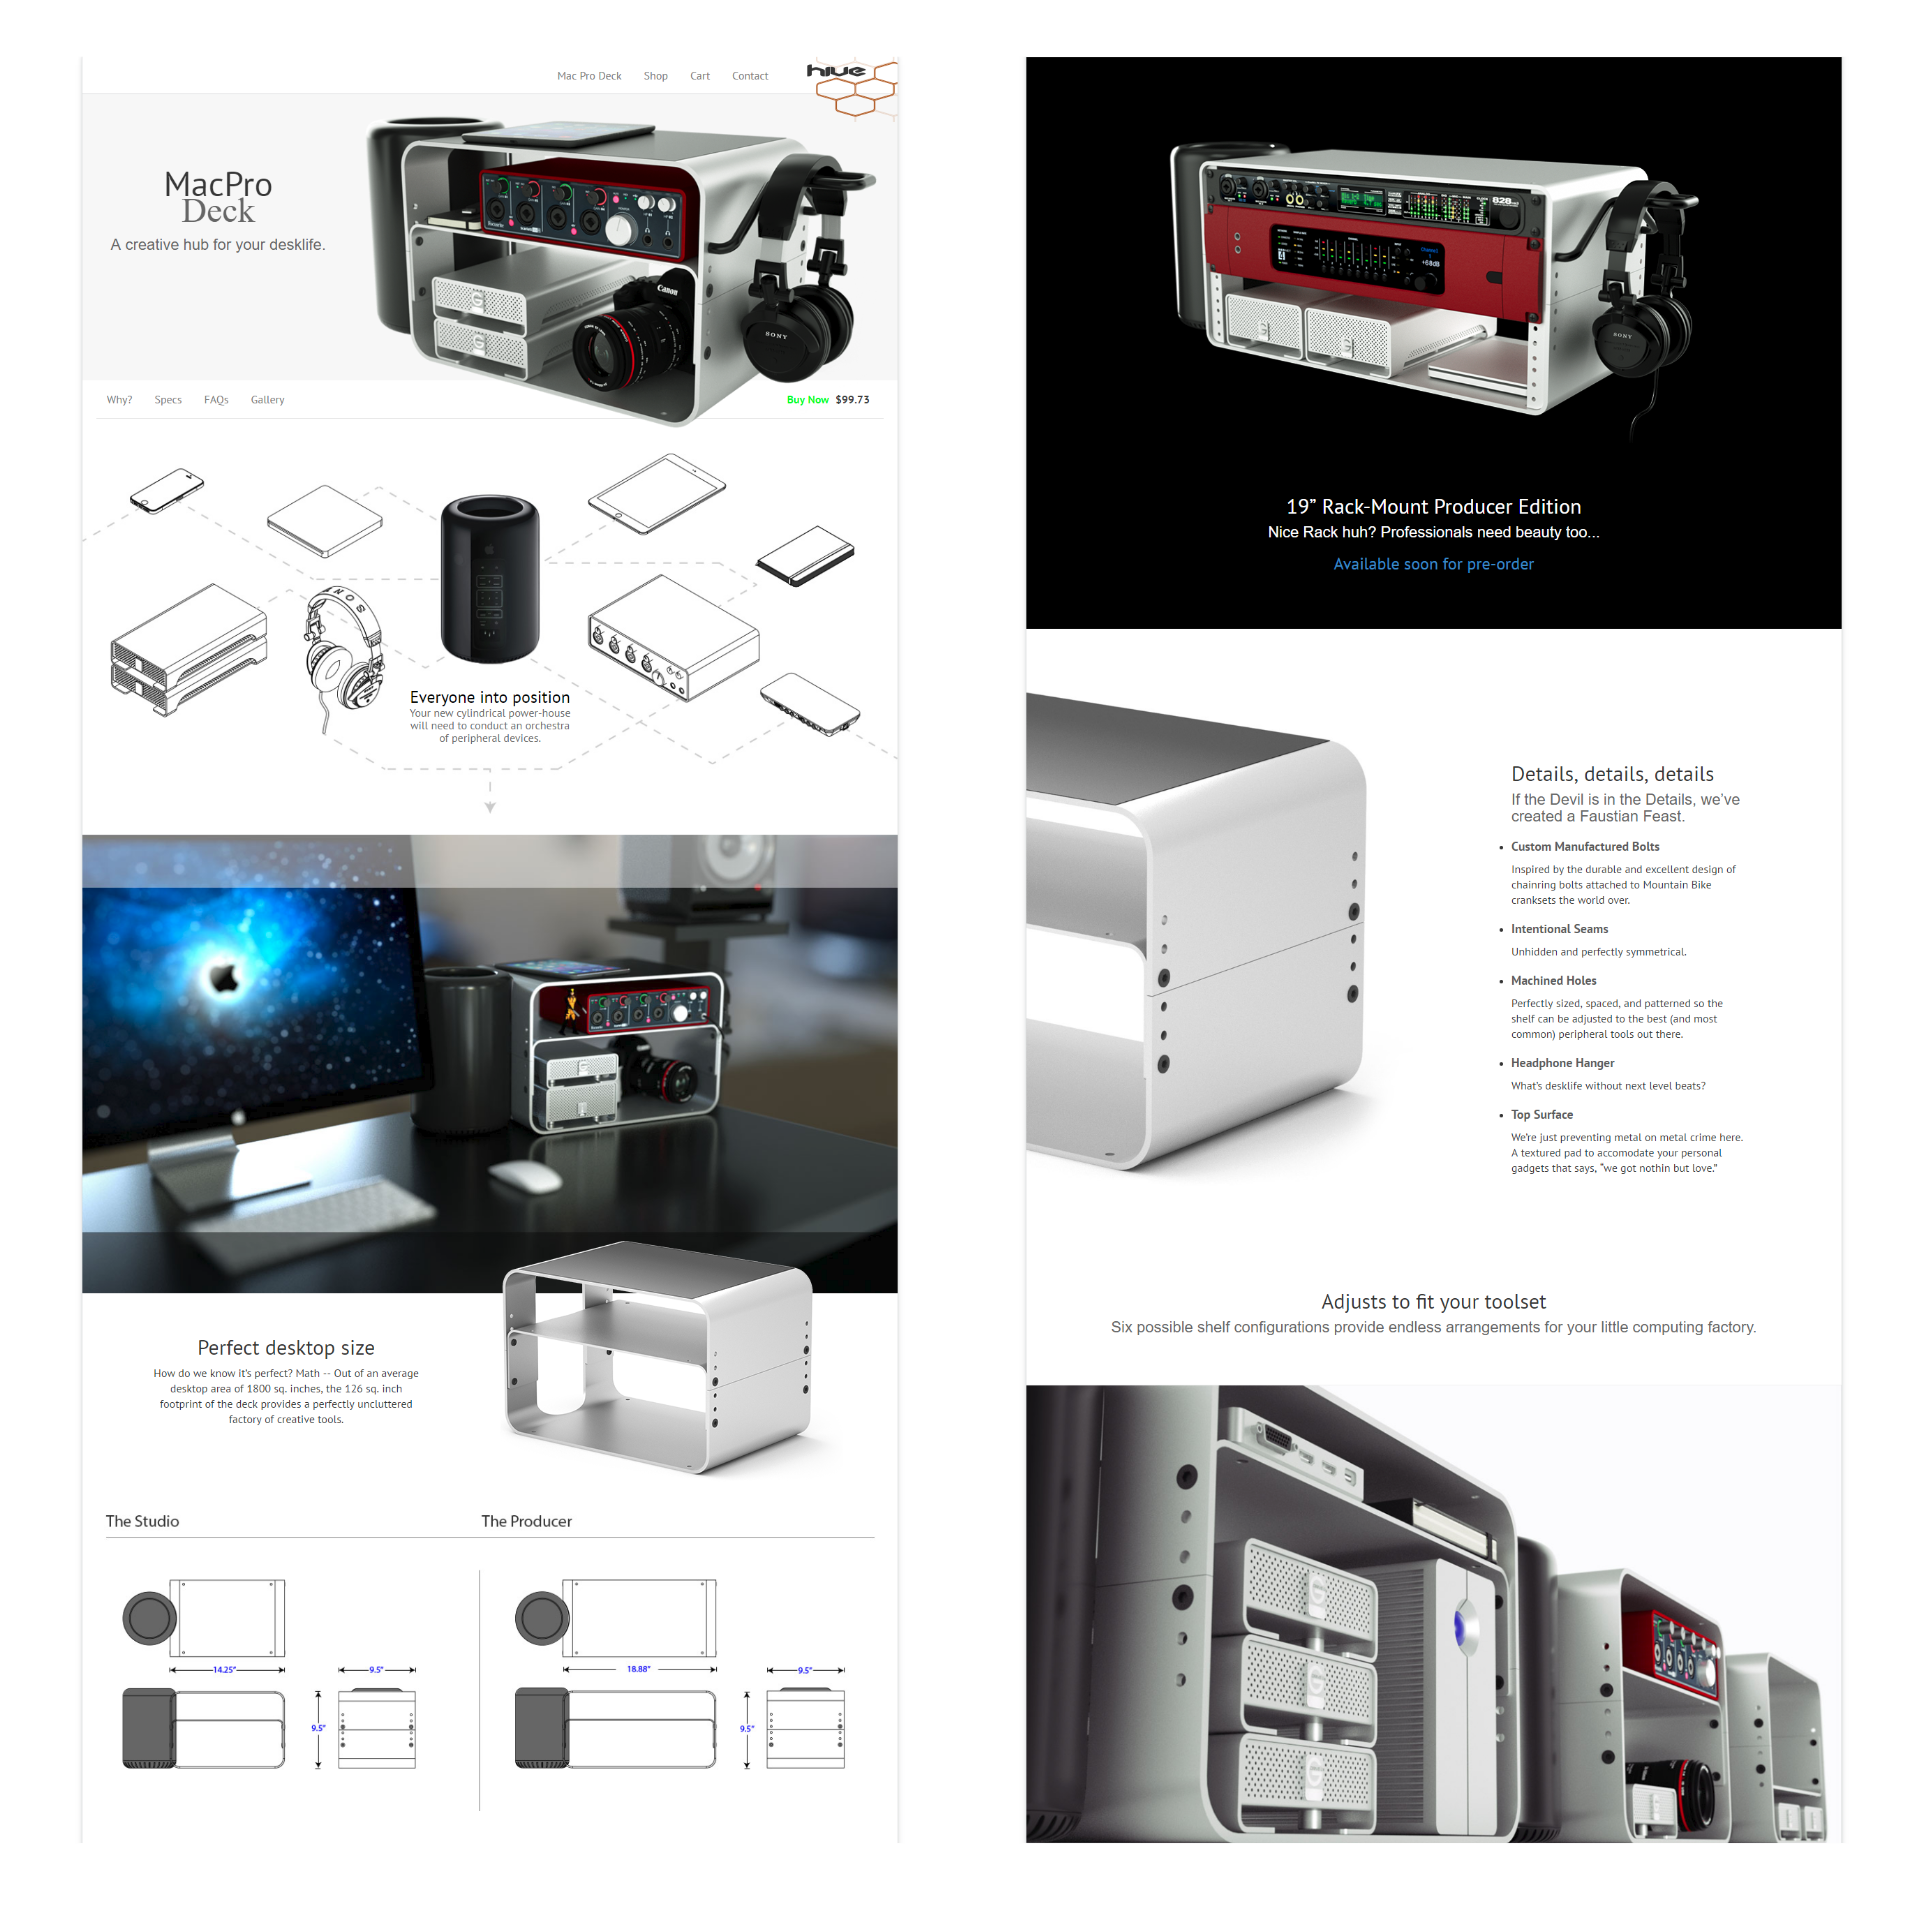 Mac Pro Deck Shop Cart Contact
hive
MacPro
Deck
A creative hub for your desklife.
Canon
SONY
Why? Specs FAQs Gallery
Buy Now $99.73
SONY
Everyone into position
Your new cylindrical power-house
will need to conduct an orchestra
of peripheral devices.
Perfect desktop size
How do we know it's perfect? Math -- Out of an average
desktop area of 1800 sq. inches, the 126 sq. inch
footprint of the deck provides a perfectly uncluttered
factory of creative tools.
The Studio
The Producer
14.25"
9.5"
9.5"
18.88"
9.5"
9.5"
828
+68dB
SONY
19” Rack-Mount Producer Edition
Nice Rack huh? Professionals need beauty too...
Available soon for pre-order
Details, details, details
If the Devil is in the Details, we’ve
created a Faustian Feast.
• Custom Manufactured Bolts
Inspired by the durable and excellent design of
chainring bolts attached to Mountain Bike
cranksets the world over.
• Intentional Seams
Unhidden and perfectly symmetrical.
• Machined Holes
Perfectly sized, spaced, and patterned so the
shelf can be adjusted to the best (and most
common) peripheral tools out there.
• Headphone Hanger
What's desklife without next level beats?
• Top Surface
We're just preventing metal on metal crime here.
A textured pad to accomodate your personal
gadgets that says, “we got nothin but love.”
Adjusts to fit your toolset
Six possible shelf configurations provide endless arrangements for your little computing factory.